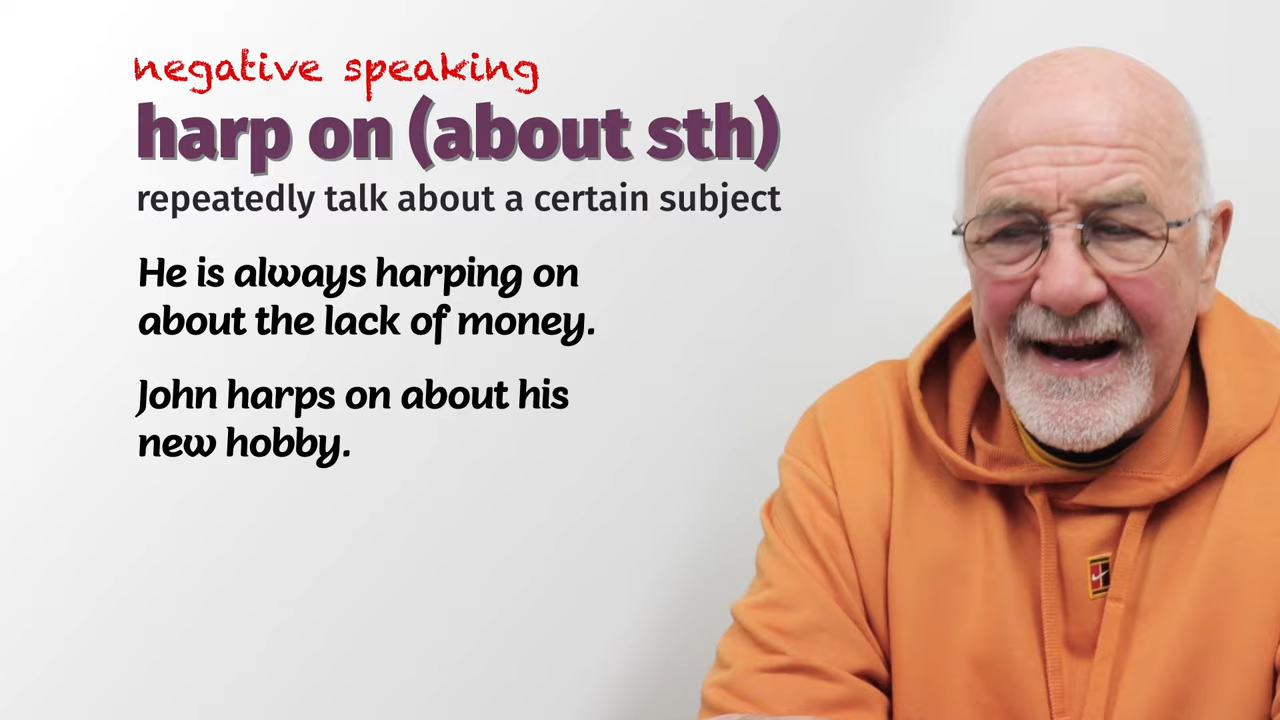 negative speaking
harp on (about sth)
repeatedly talk about a certain subject
He is always harping on
about the lack of money.
John harps on about his
new hobby.